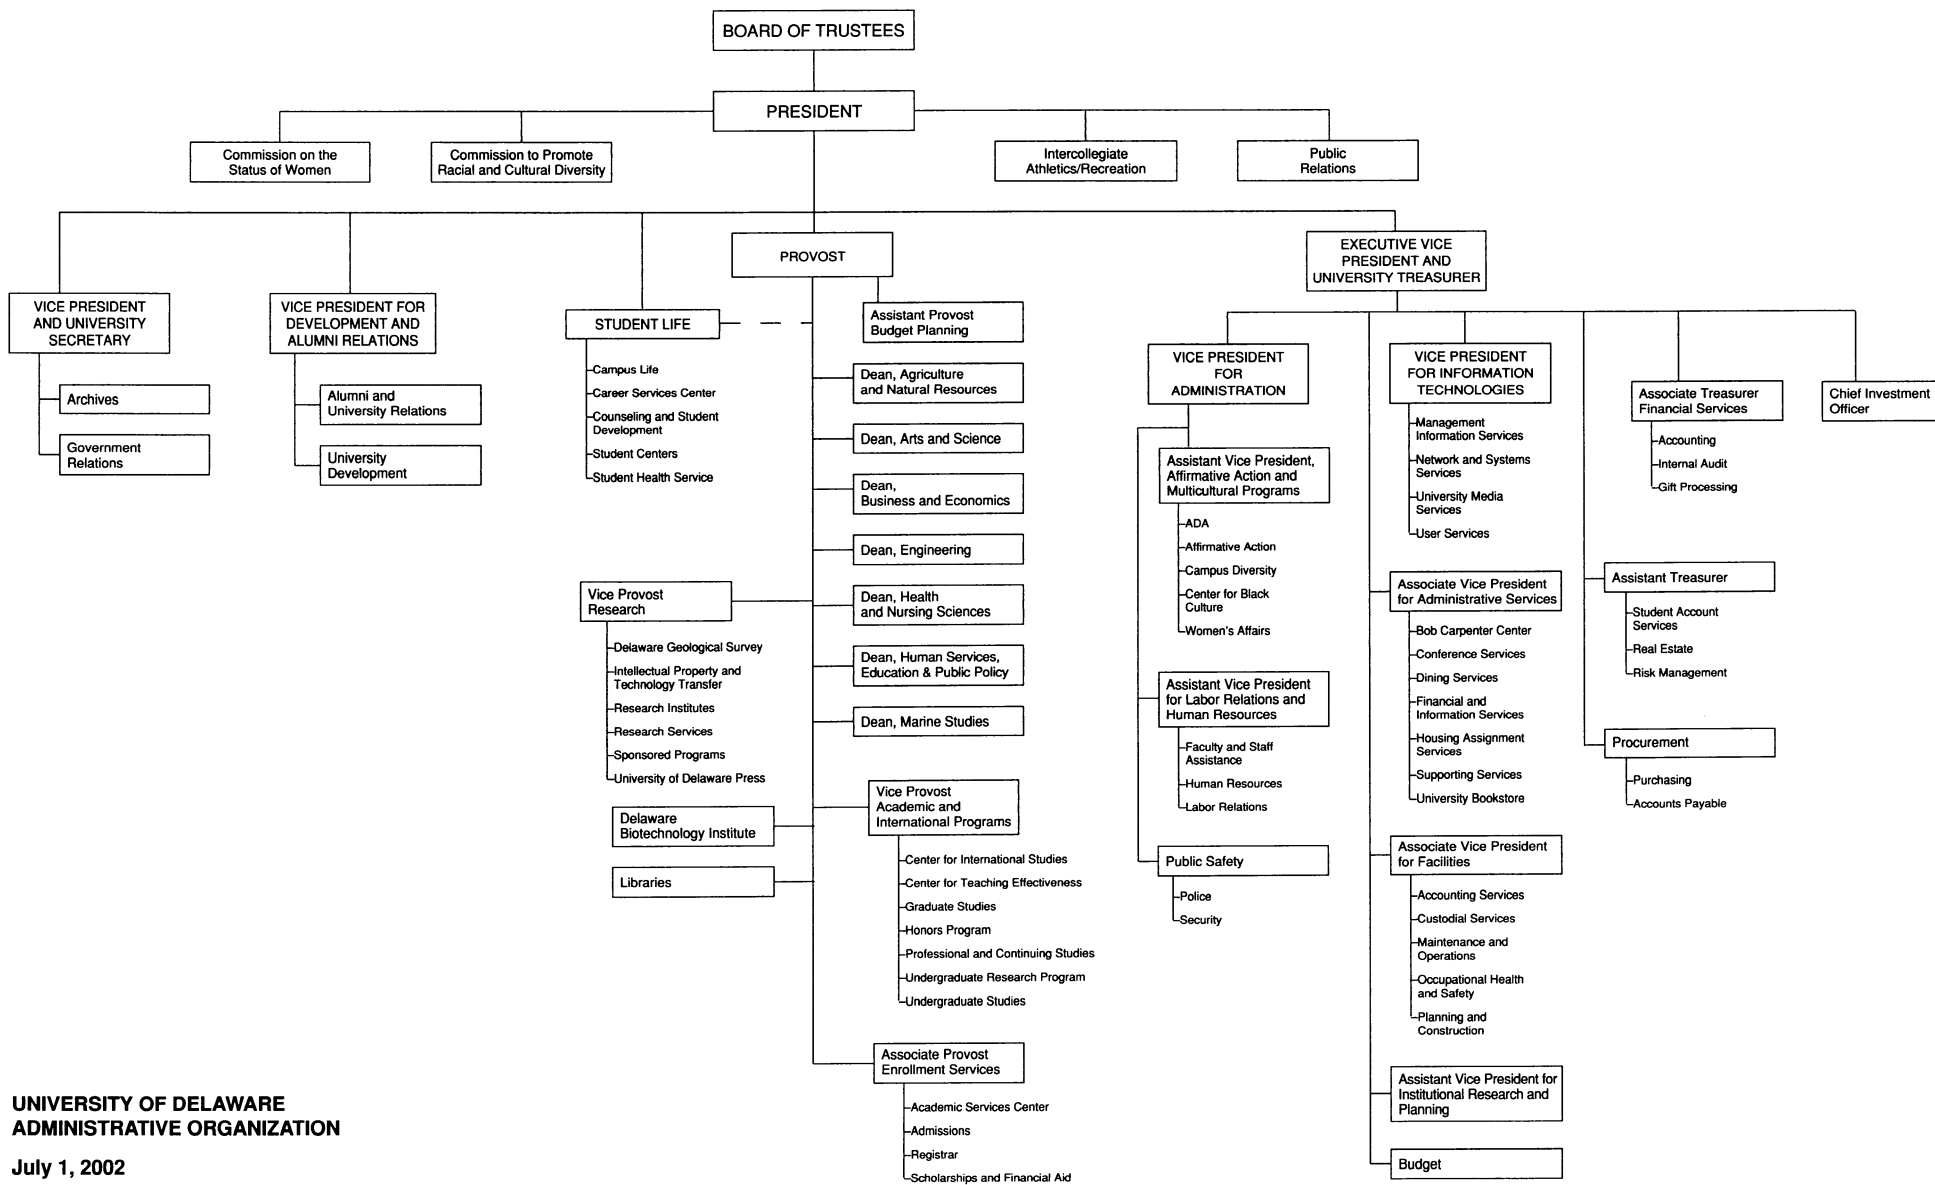 BOARD OF TRUSTEES
PRESIDENT
Commission on the
Status of Women
Commission to Promote
Racial and Cultural Diversity
Intercollegiate
Athletics/Recreation
Public
Relations
VICE PRESIDENT
AND UNIVERSITY
SECRETARY
Archives
Government
Relations
VICE PRESIDENT FOR
DEVELOPMENT AND
ALUMNI RELATIONS
Alumni and
University Relations
University
Development
STUDENT LIFE
Campus Life
Career Services Center
Counseling and Student
Development
Student Centers
Student Health Service
PROVOST
Assistant Provost
Budget Planning
Dean, Agriculture
and Natural Resources
Dean, Arts and Science
Dean,
Business and Economics
Dean, Engineering
Dean, Health
and Nursing Sciences
Dean, Human Services,
Education & Public Policy
Dean, Marine Studies
Vice Provost
Research
Delaware Geological Survey
Intellectual Property and
Technology Transfer
Research Institutes
Research Services
Sponsored Programs
University of Delaware Press
Delaware
Biotechnology Institute
Libraries
Vice Provost
Academic and
International Programs
Center for International Studies
Center for Teaching Effectiveness
Graduate Studies
Honors Program
Professional and Continuing Studies
Undergraduate Research Program
Undergraduate Studies
Associate Provost
Enrollment Services
Academic Services Center
Admissions
Registrar
Scholarships and Financial Aid
EXECUTIVE VICE
PRESIDENT AND
UNIVERSITY TREASURER
VICE PRESIDENT
FOR
ADMINISTRATION
Assistant Vice President,
Affirmative Action and
Multicultural Programs
ADA
Affirmative Action
Campus Diversity
Center for Black
Culture
Women's Affairs
Assistant Vice President
for Labor Relations and
Human Resources
Faculty and Staff
Assistance
Human Resources
Labor Relations
Public Safety
Police
Security
VICE PRESIDENT
FOR INFORMATION
TECHNOLOGIES
Management
Information Services
Network and Systems
Services
University Media
Services
User Services
Associate Vice President
for Administrative Services
Bob Carpenter Center
Conference Services
Dining Services
Financial and
Information Services
Housing Assignment
Services
Supporting Services
University Bookstore
Associate Vice President
for Facilities
Accounting Services
Custodial Services
Maintenance and
Operations
Occupational Health
and Safety
Planning and
Construction
Assistant Vice President for
Institutional Research and
Planning
Budget
Associate Treasurer
Financial Services
Accounting
Internal Audit
Gift Processing
Assistant Treasurer
Student Account
Services
Real Estate
Risk Management
Procurement
Purchasing
Accounts Payable
Chief Investment
Officer
UNIVERSITY OF DELAWARE
ADMINISTRATIVE ORGANIZATION
July 1, 2002